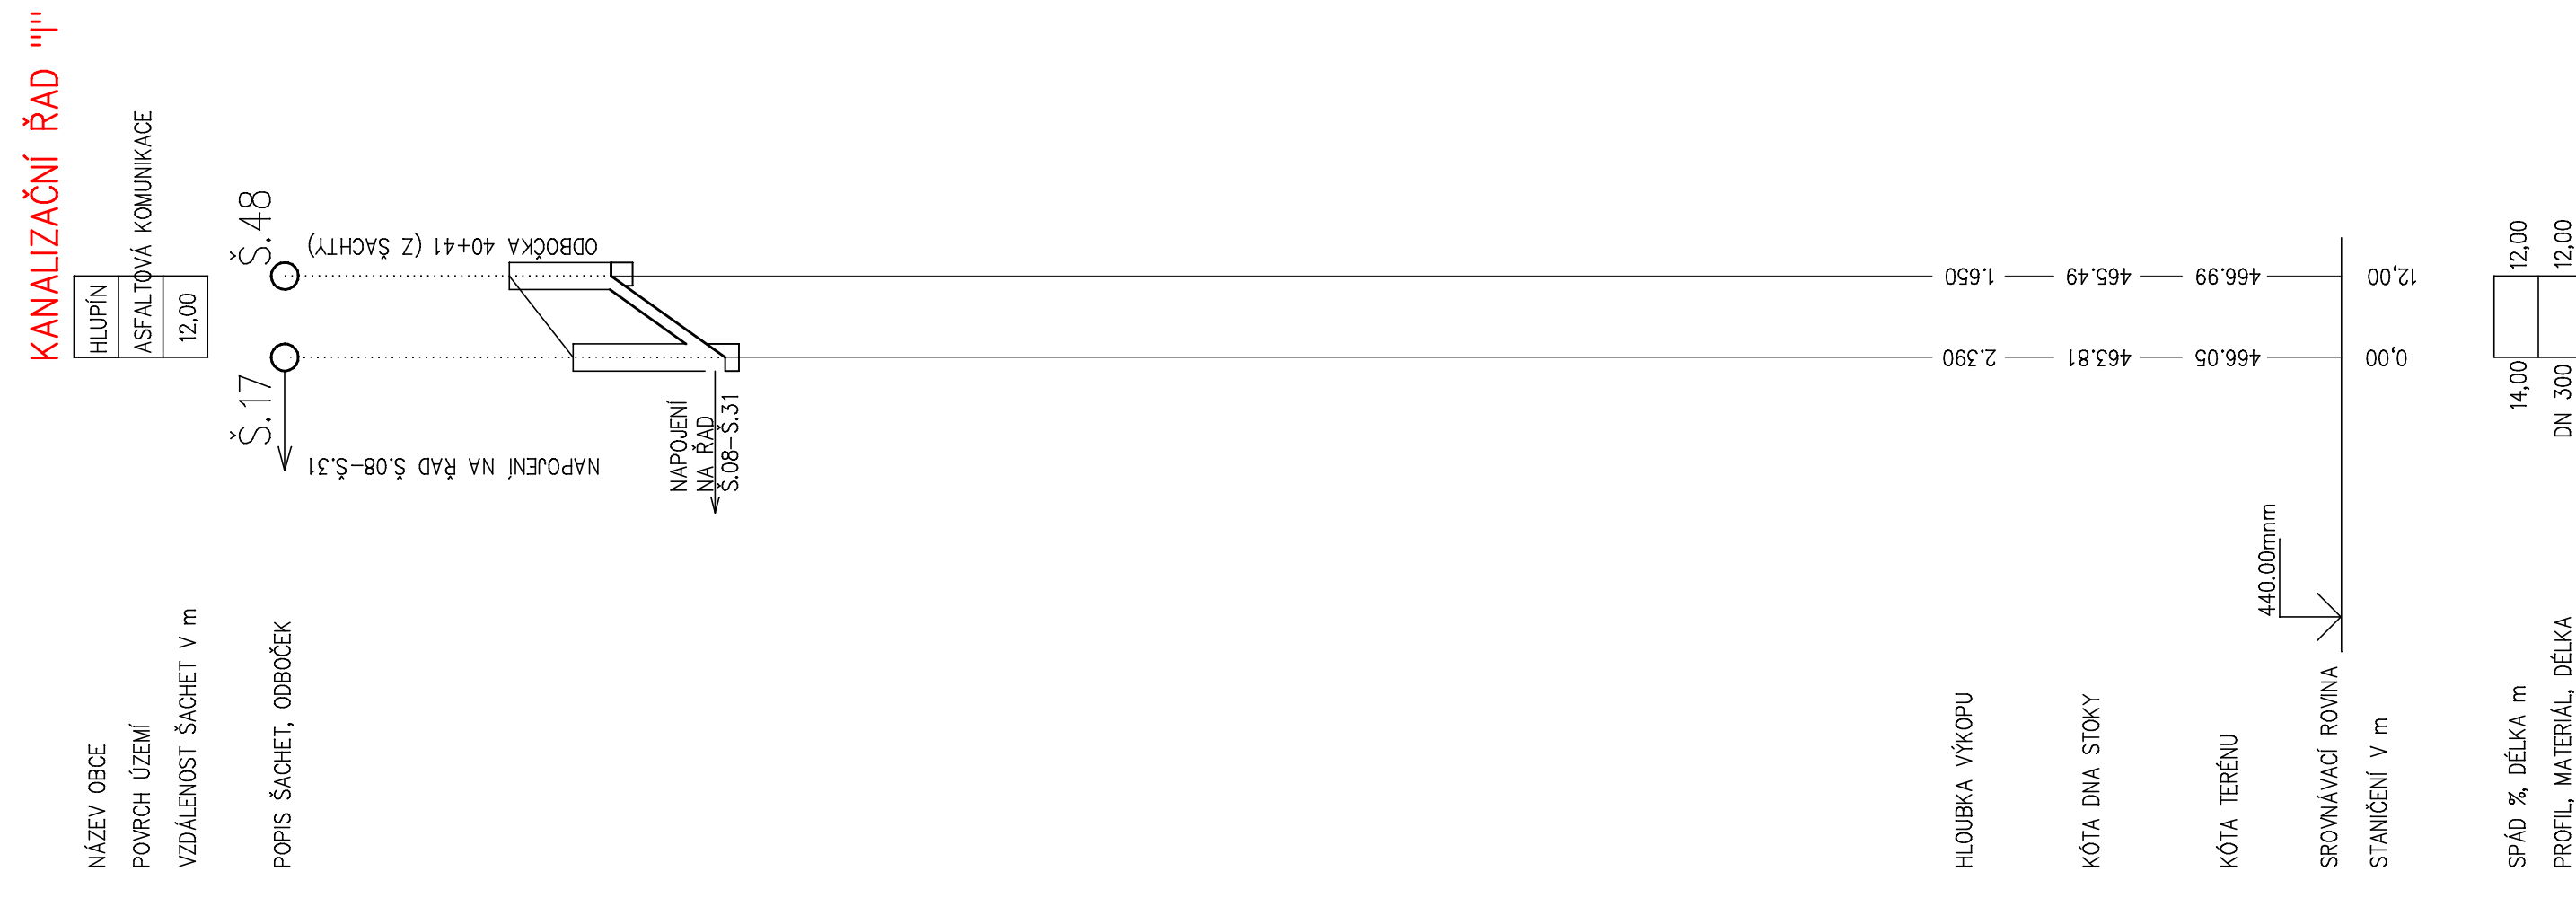 KANALIZAČNÍ ŘAD "I"
NÁZEV OBCE
HLUPÍN
POVRCH ÚZEMÍ
ASFALTOVÁ KOMUNIKACE
VZDÁLENOST ŠACHET V m
12,00
POPIS ŠACHET, ODBOČEK
Š.17
Š.48
NAPOJENÍ NA ŘAD Š.08-Š.31
ODBOČKA 40+41 (Z ŠACHTY)
NAPOJENÍ
NA ŘAD
Š.08-Š.31
HLOUBKA VÝKOPU
2.390
1.650
KÓTA DNA STOKY
463.81
465.49
KÓTA TERÉNU
466.05
466.99
440.00mnm
SROVNÁVACÍ ROVINA
STANIČENÍ V m
0,00
12,00
SPÁD %, DÉLKA m
14,00
12,00
PROFIL, MATERIÁL, DÉLKA
DN 300
12,00